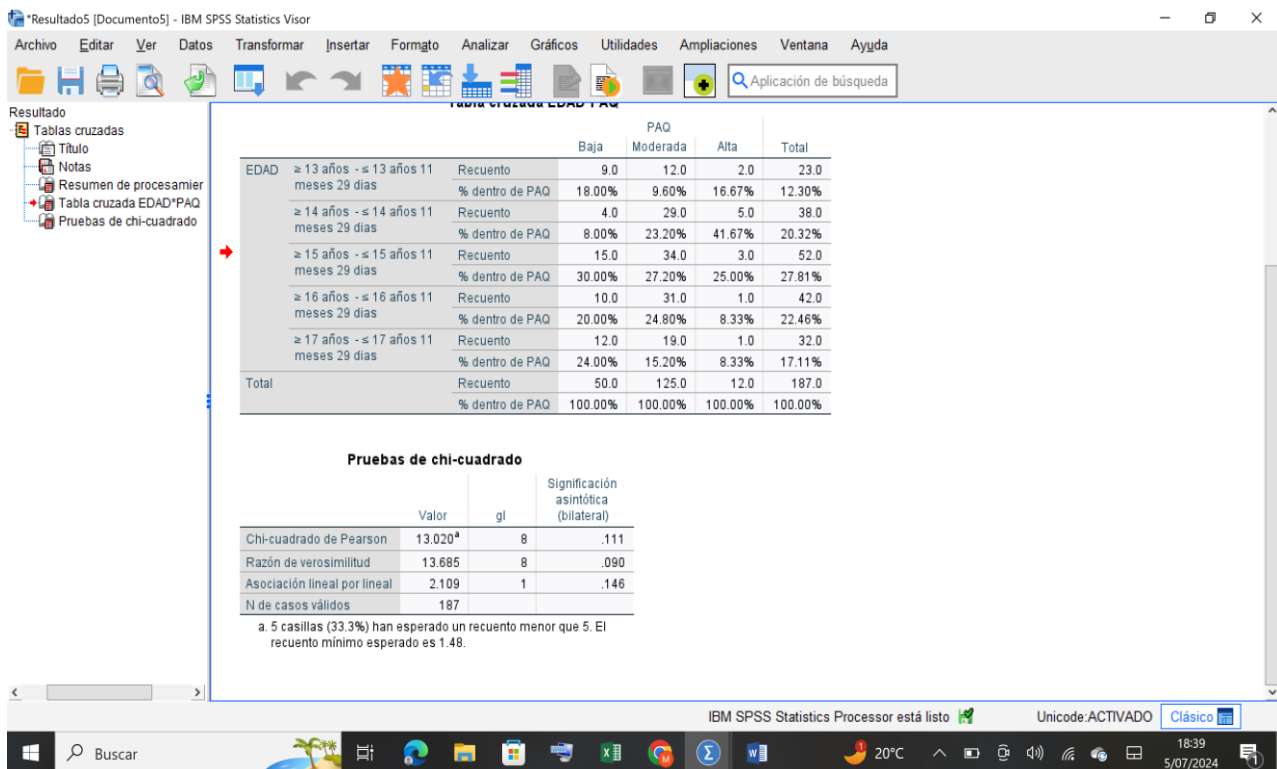 *Resultado5 [Documento5] - IBM SPSS Statistics Visor
Archivo Editar Ver Datos Transformar Insertar Formato Analizar Gráficos Utilidades Ampliaciones Ventana Ayuda
Aplicación de búsqueda
Resultado
Tablas cruzadas
Título
Notas
Resumen de procesamier
Tabla cruzada EDAD*PAQ
Pruebas de chi-cuadrado
Tabla cruzada EDAD*PAQ
PAQ
Baja Moderada Alta Total
EDAD ≥ 13 años - ≤ 13 años 11 meses 29 dias Recuento 9.0 12.0 2.0 23.0
% dentro de PAQ 18.00% 9.60% 16.67% 12.30%
≥ 14 años - ≤ 14 años 11 meses 29 dias Recuento 4.0 29.0 5.0 38.0
% dentro de PAQ 8.00% 23.20% 41.67% 20.32%
≥ 15 años - ≤ 15 años 11 meses 29 dias Recuento 15.0 34.0 3.0 52.0
% dentro de PAQ 30.00% 27.20% 25.00% 27.81%
≥ 16 años - ≤ 16 años 11 meses 29 dias Recuento 10.0 31.0 1.0 42.0
% dentro de PAQ 20.00% 24.80% 8.33% 22.46%
≥ 17 años - ≤ 17 años 11 meses 29 dias Recuento 12.0 19.0 1.0 32.0
% dentro de PAQ 24.00% 15.20% 8.33% 17.11%
Total Recuento 50.0 125.0 12.0 187.0
% dentro de PAQ 100.00% 100.00% 100.00% 100.00%
Pruebas de chi-cuadrado
Valor gl Significación asintótica (bilateral)
Chi-cuadrado de Pearson 13.020a 8 .111
Razón de verosimilitud 13.685 8 .090
Asociación lineal por lineal 2.109 1 .146
N de casos válidos 187
a. 5 casillas (33.3%) han esperado un recuento menor que 5. El
recuento mínimo esperado es 1.48.
IBM SPSS Statistics Processor está listo Unicode:ACTIVADO Clásico
Buscar 20°C 18:39
5/07/2024